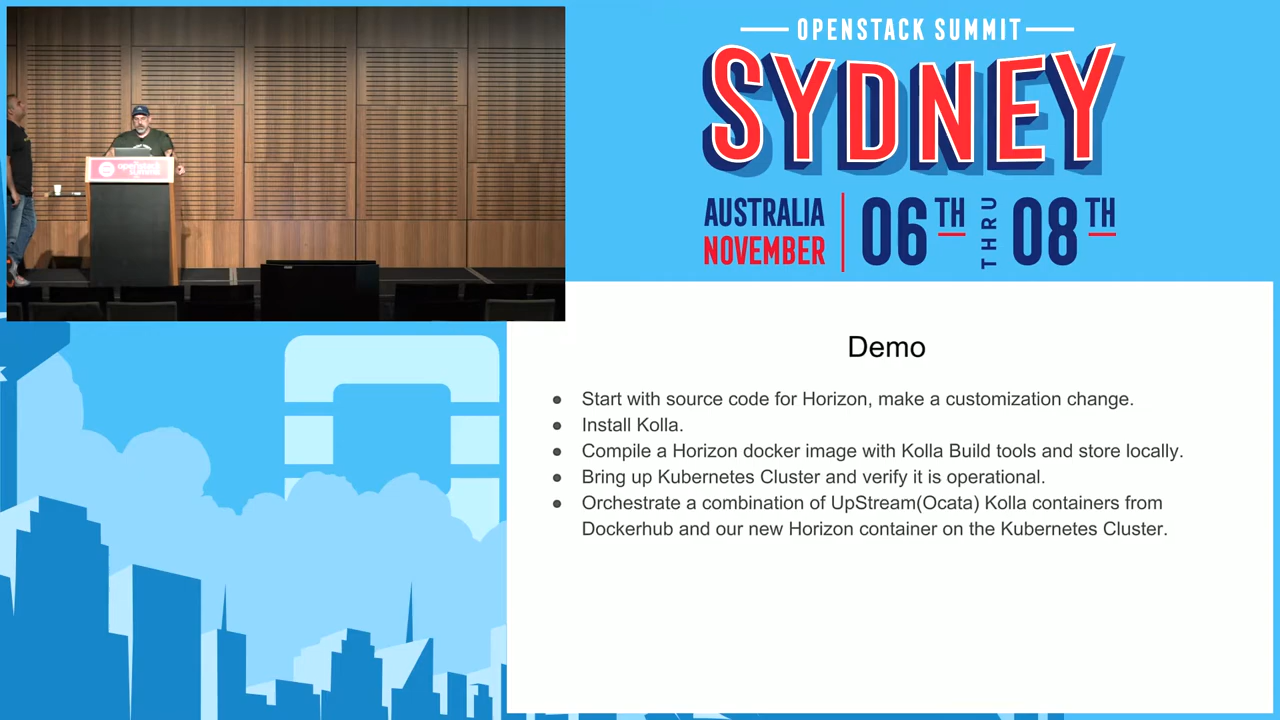 OPENSTACK SUMMIT
SYDNEY
AUSTRALIA
NOVEMBER
06TH THRU 08TH
openstack
summit
Demo
● Start with source code for Horizon, make a customization change.
● Install Kolla.
● Compile a Horizon docker image with Kolla Build tools and store locally.
● Bring up Kubernetes Cluster and verify it is operational.
● Orchestrate a combination of UpStream(Ocata) Kolla containers from
Dockerhub and our new Horizon container on the Kubernetes Cluster.